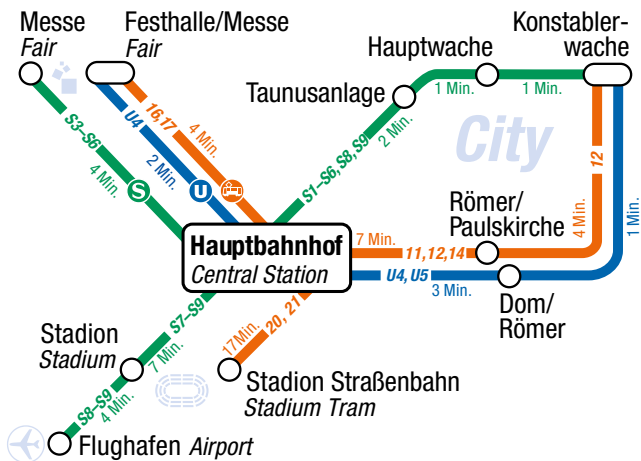 Messe
Fair
Festhalle/Messe
Fair
Hauptwache
Konstabler-
wache
Taunusanlage
1 Min.
1 Min.
2 Min.
S1–S6, S8, S9
City
16,17
4 Min.
U4
2 Min.
U
S3–S6
4 Min.
S
12
4 Min.
1 Min.
Römer/
Paulskirche
Hauptbahnhof
Central Station
7 Min.
11,12,14
U4, U5
3 Min.
Dom/
Römer
S7–S9
7 Min.
20, 21
17Min.
Stadion
Stadium
Stadion Straßenbahn
Stadium Tram
S8–S9
4 Min.
Flughafen Airport